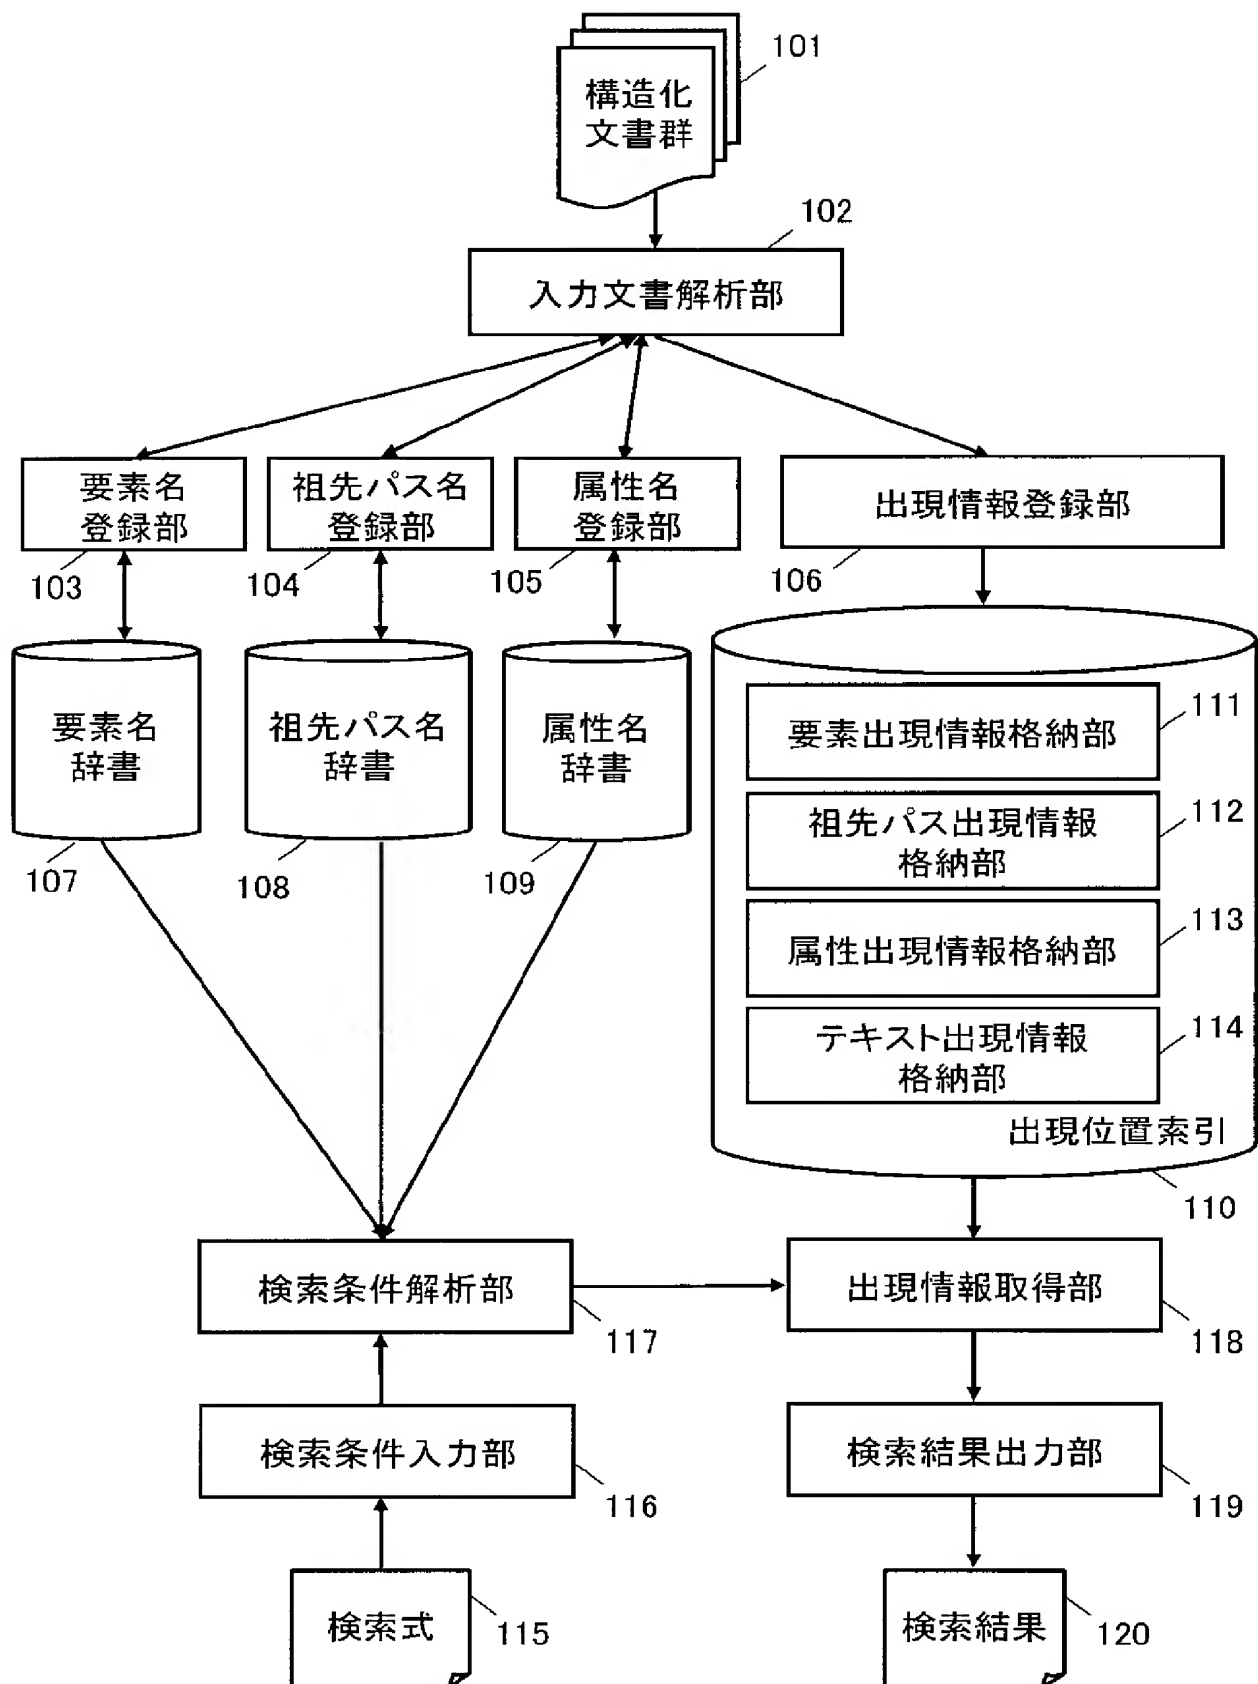 101
構造化
文書群
102
入力文書解析部
要素名
登録部
103
祖先パス名
登録部
104
属性名
登録部
105
出現情報登録部
106
要素名
辞書
107
祖先パス名
辞書
108
属性名
辞書
109
要素出現情報格納部
111
祖先パス出現情報
格納部
112
属性出現情報格納部
113
テキスト出現情報
格納部
114
出現位置索引
110
検索条件解析部
117
出現情報取得部
118
検索条件入力部
116
検索結果出力部
119
検索式
115
検索結果
120